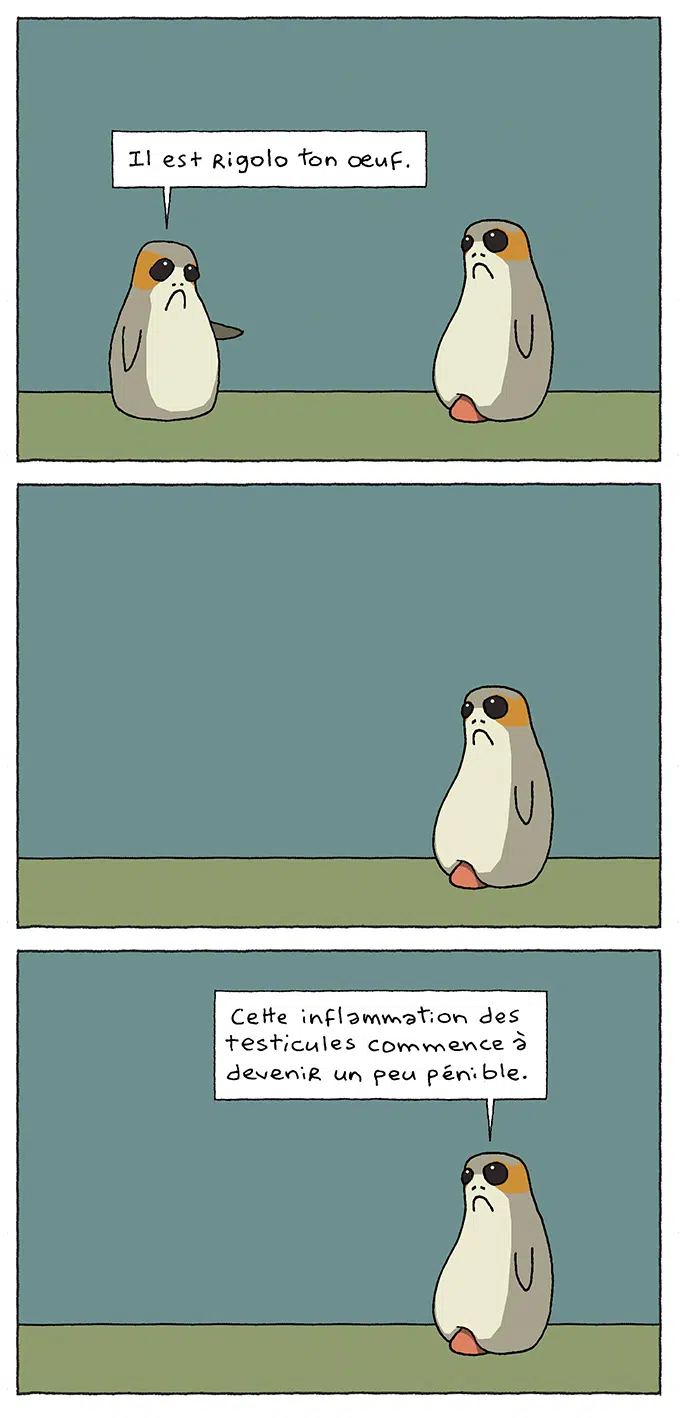 Il est rigolo ton œuf.
Cette inflammation des
testicules commence à
devenir un peu pénible.